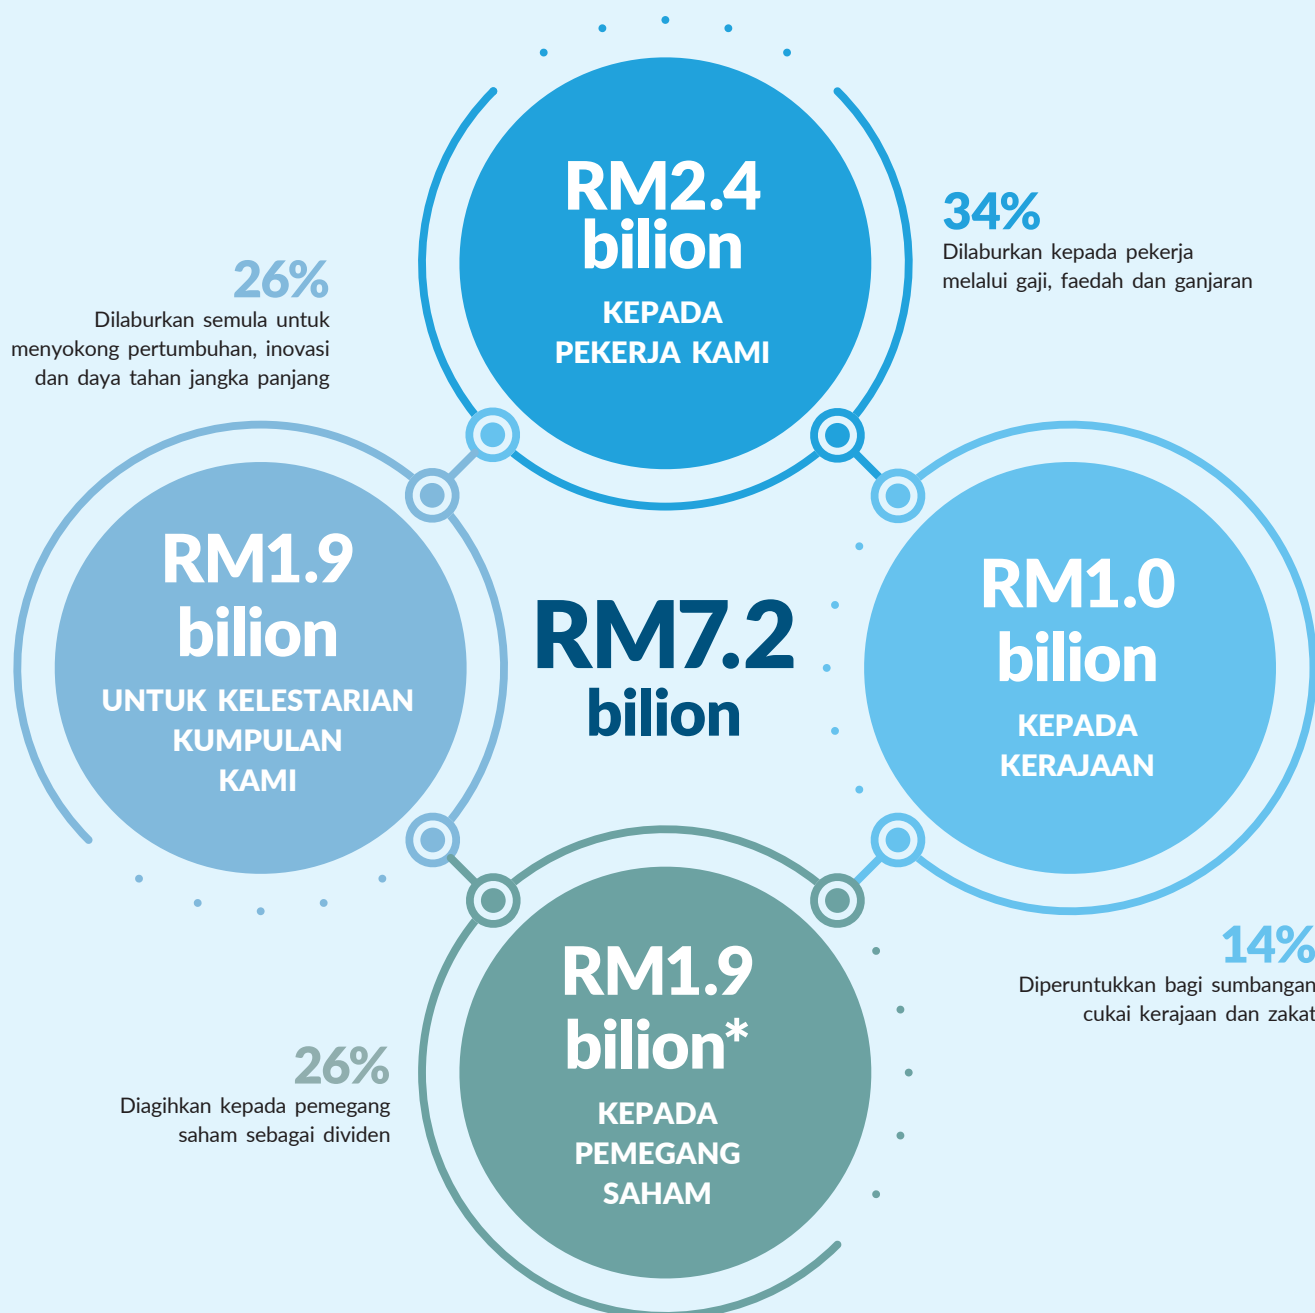 RM2.4
bilion
KEPADA
PEKERJA KAMI
34%
Dilaburkan kepada pekerja
melalui gaji, faedah dan ganjaran
26%
Dilaburkan semula untuk
menyokong pertumbuhan, inovasi
dan daya tahan jangka panjang
RM1.9
bilion
UNTUK KELESTARIAN
KUMPULAN
KAMI
RM7.2
bilion
RM1.0
bilion
KEPADA
KERAJAAN
14%
Diperuntukkan bagi sumbangan
cukai kerajaan dan zakat
RM1.9
bilion*
KEPADA
PEMEGANG
SAHAM
26%
Diagihkan kepada pemegang
saham sebagai dividen